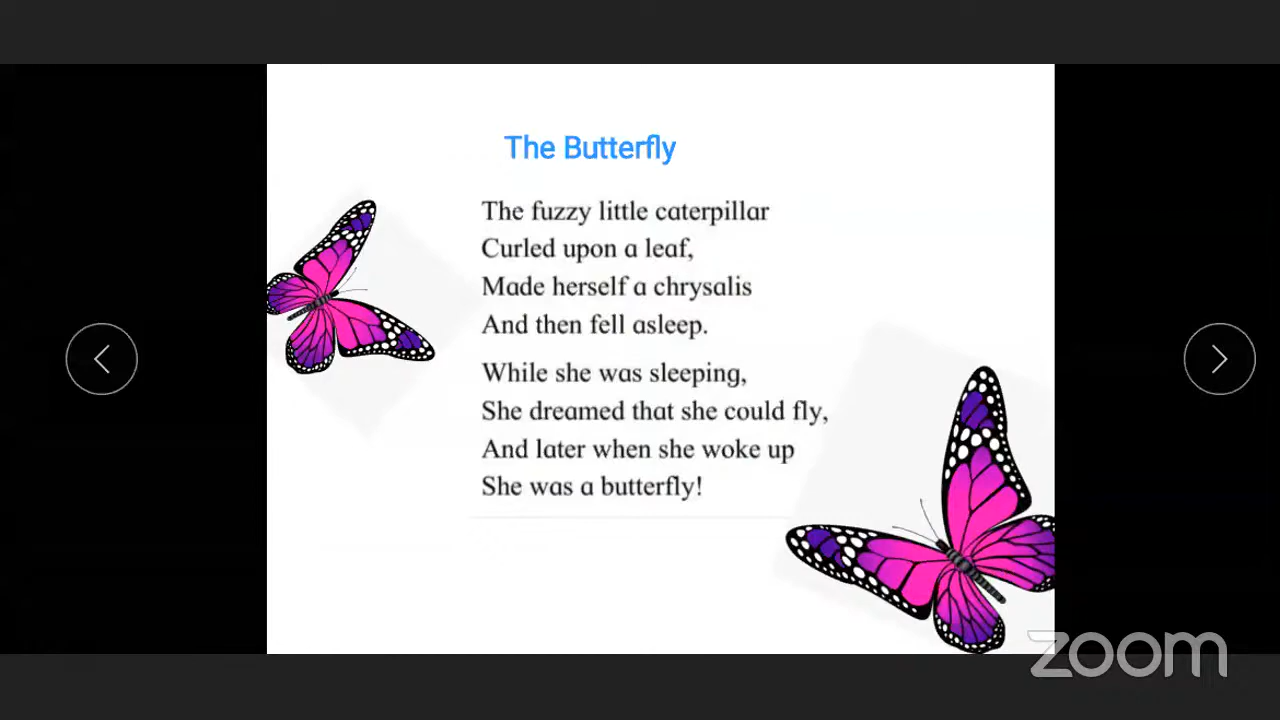 The Butterfly
The fuzzy little caterpillar
Curled upon a leaf,
Made herself a chrysalis
And then fell asleep.
While she was sleeping,
She dreamed that she could fly,
And later when she woke up
She was a butterfly!
zoom